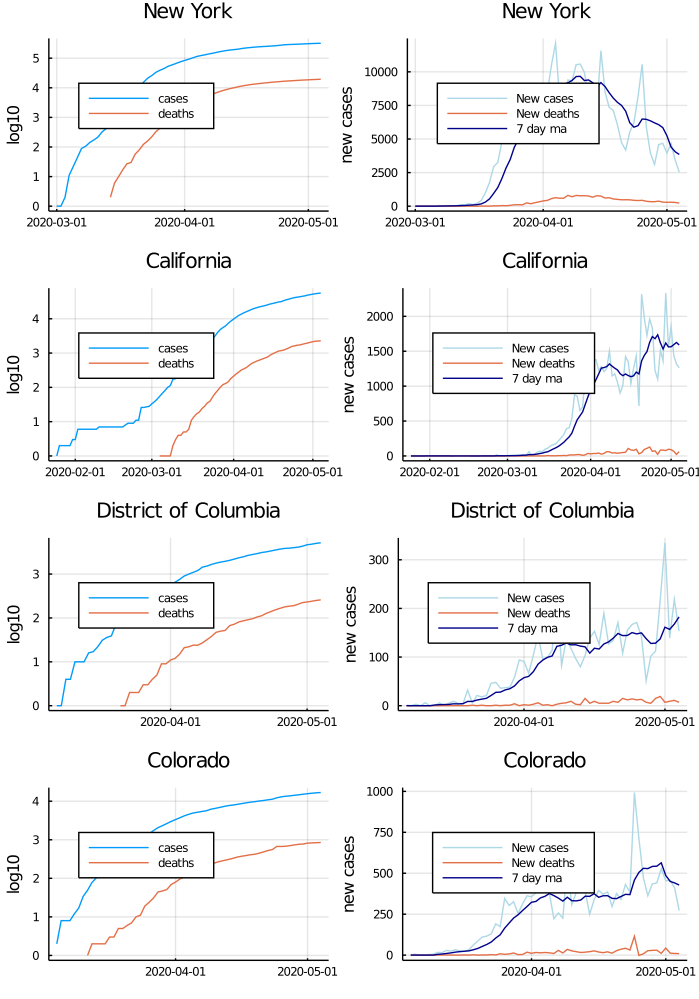 New York
New York
log10
5
4
3
2
1
0
cases
deaths
2020-03-01
2020-04-01
2020-05-01
new cases
10000
7500
5000
2500
0
New cases
New deaths
7 day ma
2020-03-01
2020-04-01
2020-05-01
California
California
log10
4
3
2
1
0
cases
deaths
2020-02-01
2020-03-01
2020-04-01
2020-05-01
new cases
2000
1500
1000
500
0
New cases
New deaths
7 day ma
2020-02-01
2020-03-01
2020-04-01
2020-05-01
District of Columbia
District of Columbia
log10
3
2
1
0
cases
deaths
2020-04-01
2020-05-01
new cases
300
200
100
0
New cases
New deaths
7 day ma
2020-04-01
2020-05-01
Colorado
Colorado
log10
4
3
2
1
0
cases
deaths
2020-04-01
2020-05-01
new cases
1000
750
500
250
0
New cases
New deaths
7 day ma
2020-04-01
2020-05-01